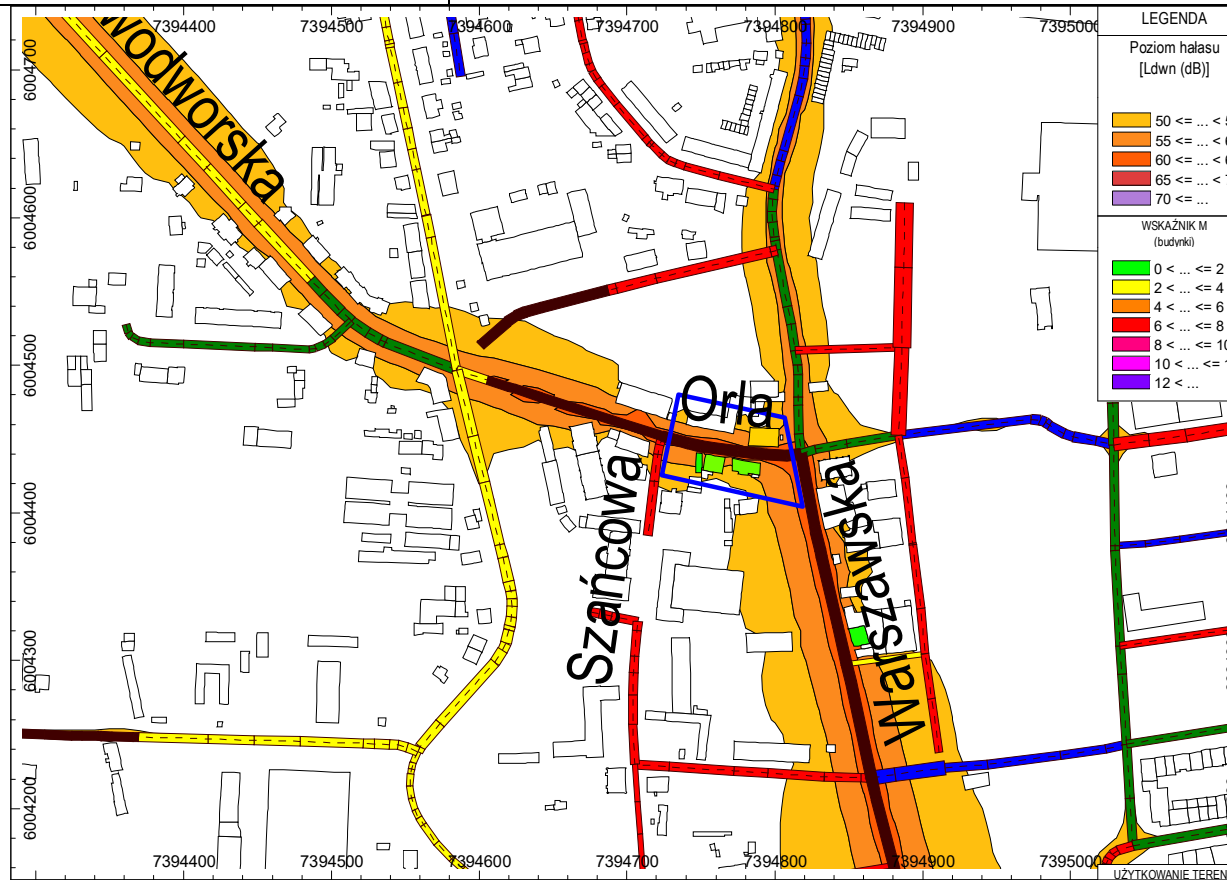 7394400
7394500
7394600
7394700
7394800
7394900
7395000
LEGENDA
Poziom hałasu
[Ldwn (dB)]
50 <= ... < 5
55 <= ... < 6
60 <= ... < 6
65 <= ... < 7
70 <= ...
WSKAŹNIK M
(budynki)
0 < ... <= 2
2 < ... <= 4
4 < ... <= 6
6 < ... <= 8
8 < ... <= 10
10 < ... <= 1
12 < ...
6004700
6004600
6004500
6004400
6004300
6004200
wodworska
Orla
Szańcowa
Warszawska
7394400
7394500
7394600
7394700
7394800
7394900
7395000
UŻYTKOWANIE TEREN